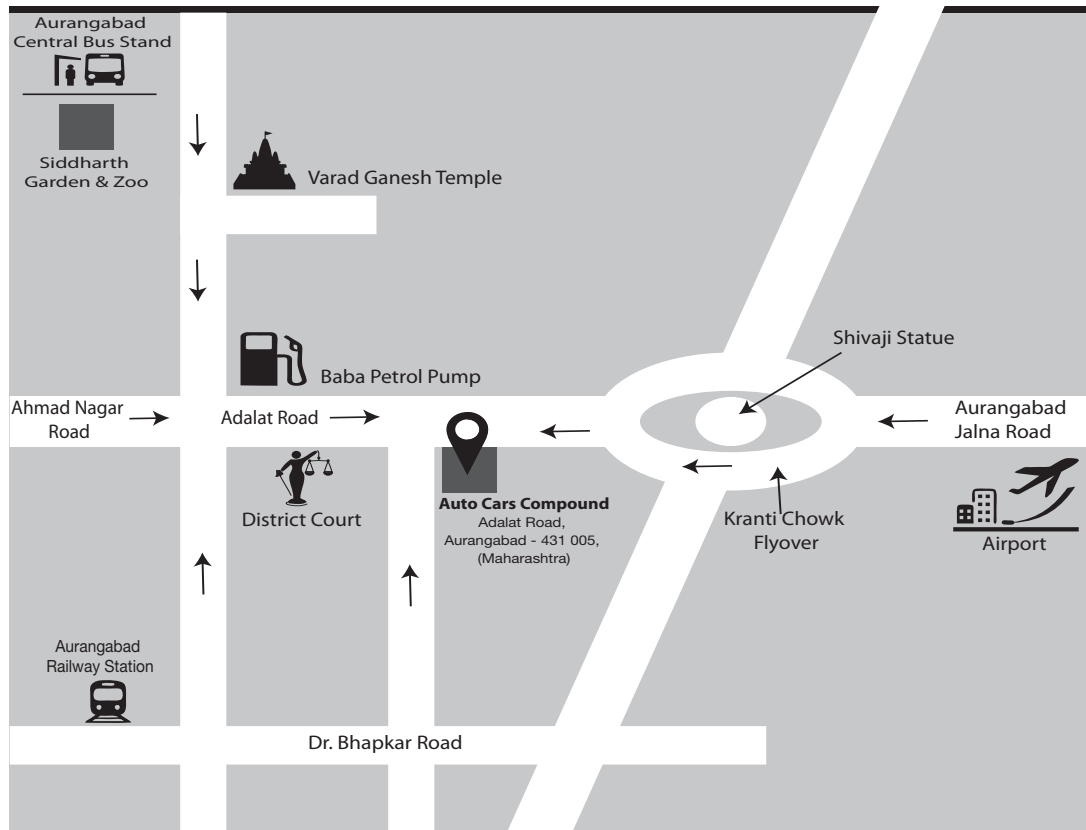 Aurangabad
Central Bus Stand
Siddharth
Garden & Zoo
Varad Ganesh Temple
Shivaji Statue
Baba Petrol Pump
Ahmad Nagar
Road
Adalat Road
Aurangabad
Jalna Road
District Court
Auto Cars Compound
Adalat Road,
Aurangabad - 431 005,
(Maharashtra)
Kranti Chowk
Flyover
Airport
Aurangabad
Railway Station
Dr. Bhapkar Road